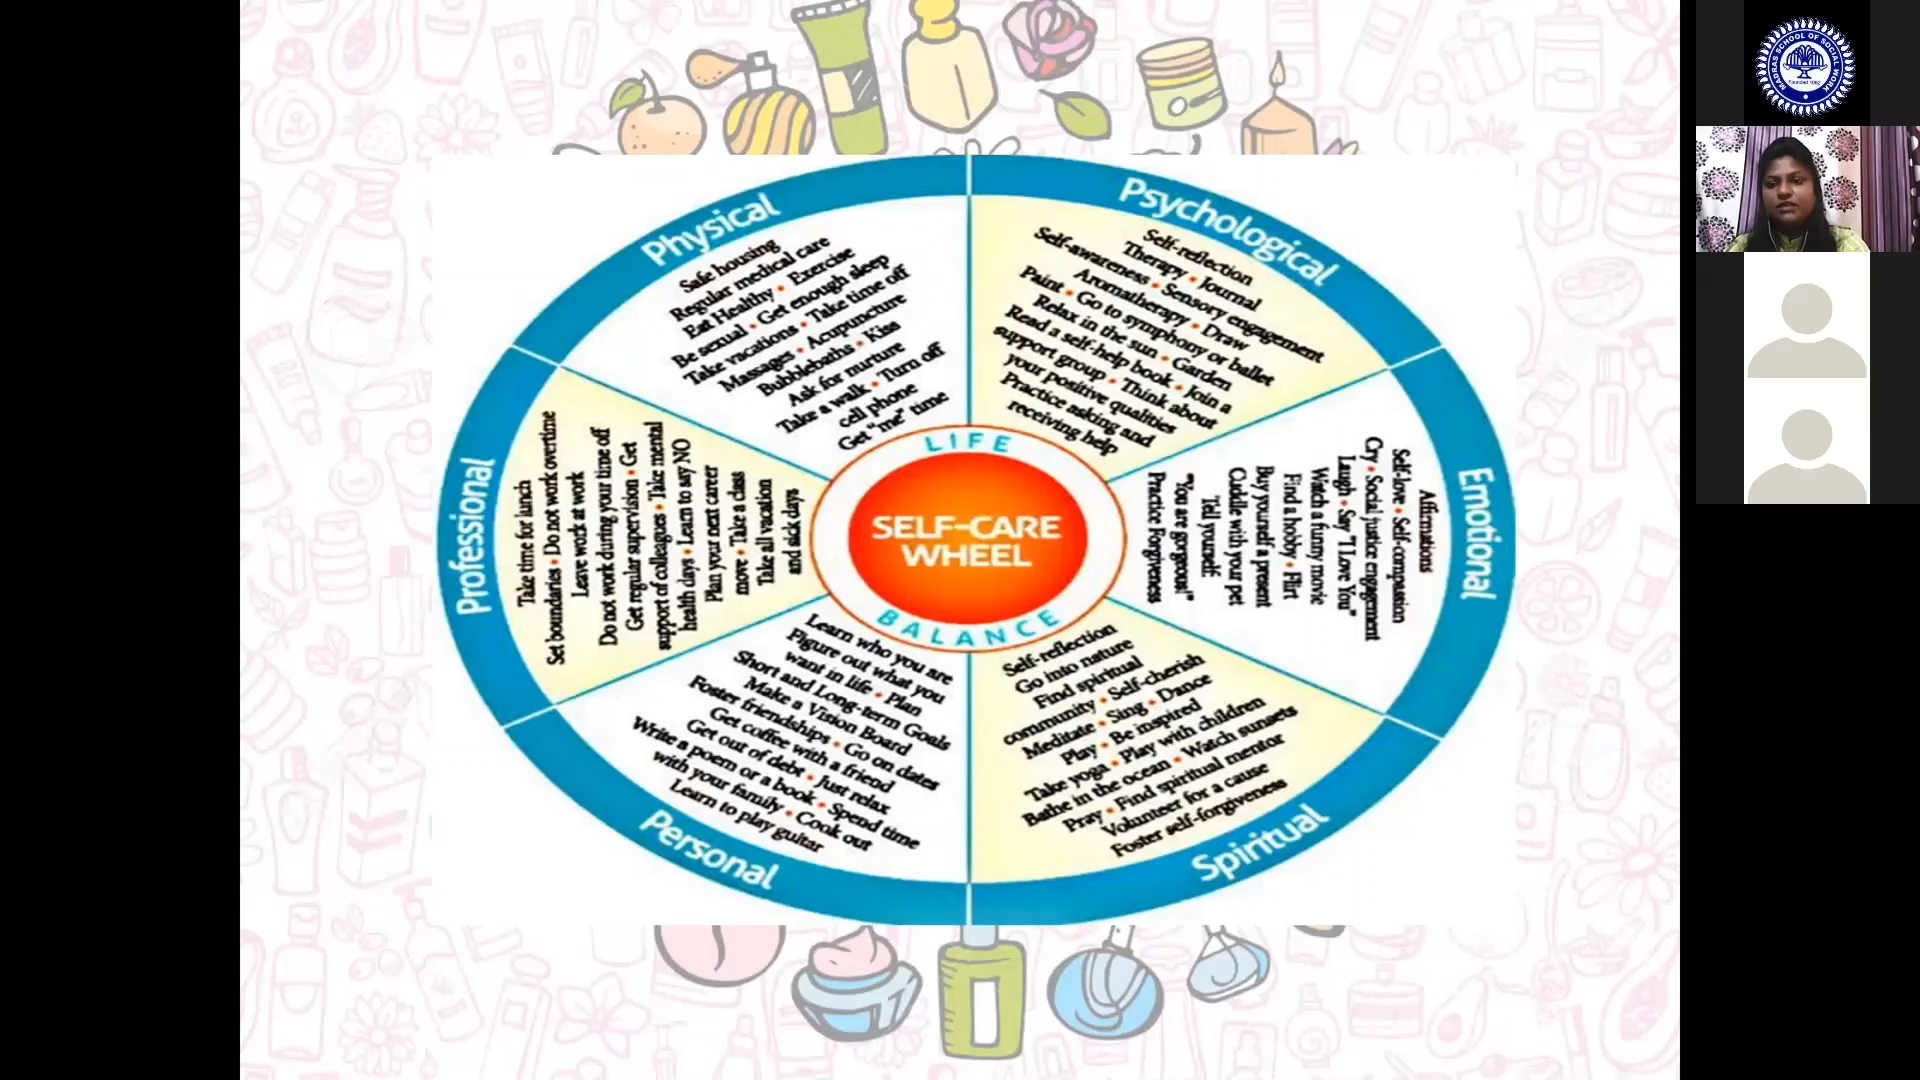 Physical
Safe housing
Regular medical care
Eat Healthy • Exercise
Be sexual • Get enough sleep
Take vacations • Take time off
Massages • Acupuncture
Bubblebaths • Kiss
Ask for nurture
Take a walk • Turn off
cell phone
Get "me" time
Psychological
Self-reflection
Therapy • Journal
Self-awareness • Sensory engagement
Aromatherapy • Draw
Paint • Go to symphony or ballet
Relax in the sun • Garden
Read a self-help book • Join a
support group • Think about
your positive qualities
Practice asking and
receiving help
Emotional
Affirmations
Self-love • Self-compassion
Cry • Social justice engagement
Laugh • Say "I Love You"
Watch a funny movie
Find a hobby • Flirt
Buy yourself a present
Cuddle with your pet
Tell yourself:
"You are gorgeous!"
Practice Forgiveness
Spiritual
Self-reflection
Go into nature
Find spiritual
community • Self-cherish
Meditate • Sing • Dance
Play • Be inspired
Take yoga • Play with children
Bathe in the ocean • Watch sunsets
Pray • Find spiritual mentor
Volunteer for a cause
Foster self-forgiveness
Personal
Learn who you are
Figure out what you
want in life • Plan
Short and Long-term Goals
Make a Vision Board
Foster friendships • Go on dates
Get coffee with a friend
Get out of debt • Just relax
Write a poem or a book • Spend time
with your family • Cook out
Learn to play guitar
Professional
Take time for lunch
Set boundaries • Do not work overtime
Leave work at work
Do not work during your time off
Get regular supervision • Get
support of colleagues • Take mental
health days • Learn to say NO
Plan your next career
move • Take a class
Take all vacation
and sick days
LIFE
SELF-CARE
WHEEL
BALANCE
MADRAS SCHOOL OF SOCIAL WORK
Founded 1952